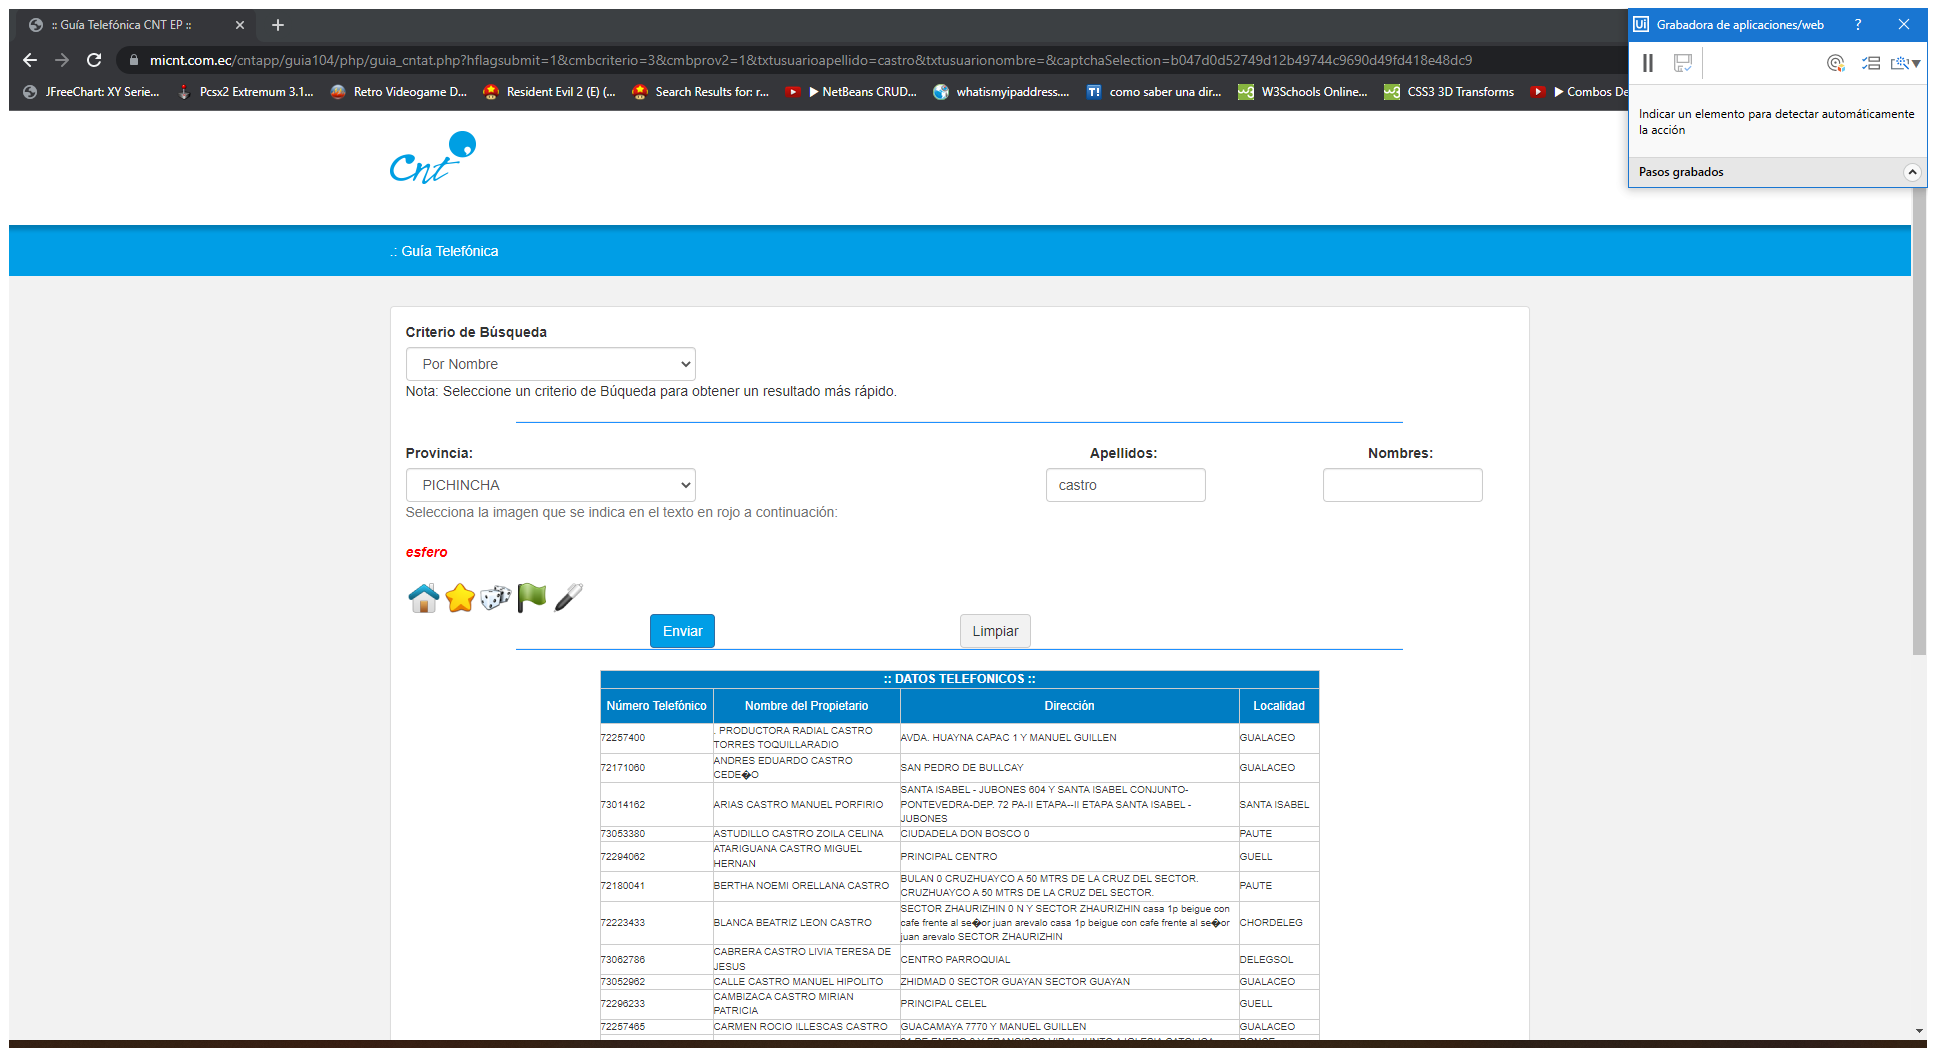 :: Guía Telefónica CNT EP ::
Grabadora de aplicaciones/web
micnt.com.ec/cntapp/guia104/php/guia_cntat.php?hflagsubmit=1&cmbcriterio=3&cmbprov2=1&txtusuarioapellido=castro&txtusuarionombre=&captchaSelection=b047d0d52749d12b49744c9690d49fd418e48dc9
JFreeChart: XY Serie... Pcsx2 Extremum 3.1... Retro Videogame D... Resident Evil 2 (E) (... Search Results for: r... ▶ NetBeans CRUD... whatismyipaddress.... como saber una dir... W3Schools Online... CSS3 3D Transforms ▶ Combos De
Indicar un elemento para detectar automáticamente
la acción
Pasos grabados
Cnt
.: Guía Telefónica
Criterio de Búsqueda
Por Nombre
Nota: Seleccione un criterio de Búqueda para obtener un resultado más rápido.
Provincia: Apellidos: Nombres:
PICHINCHA castro
Selecciona la imagen que se indica en el texto en rojo a continuación:
esfero
Enviar Limpiar
:: DATOS TELEFONICOS ::
Número Telefónico Nombre del Propietario Dirección Localidad
72257400 . PRODUCTORA RADIAL CASTRO TORRES TOQUILLARADIO AVDA. HUAYNA CAPAC 1 Y MANUEL GUILLEN GUALACEO
72171060 ANDRES EDUARDO CASTRO CEDE�O SAN PEDRO DE BULLCAY GUALACEO
73014162 ARIAS CASTRO MANUEL PORFIRIO SANTA ISABEL - JUBONES 604 Y SANTA ISABEL CONJUNTO-PONTEVEDRA-DEP. 72 PA-II ETAPA--II ETAPA SANTA ISABEL - JUBONES SANTA ISABEL
73053380 ASTUDILLO CASTRO ZOILA CELINA CIUDADELA DON BOSCO 0 PAUTE
72294062 ATARIGUANA CASTRO MIGUEL HERNAN PRINCIPAL CENTRO GUELL
72180041 BERTHA NOEMI ORELLANA CASTRO BULAN 0 CRUZHUAYCO A 50 MTRS DE LA CRUZ DEL SECTOR. CRUZHUAYCO A 50 MTRS DE LA CRUZ DEL SECTOR. PAUTE
72223433 BLANCA BEATRIZ LEON CASTRO SECTOR ZHAURIZHIN 0 N Y SECTOR ZHAURIZHIN casa 1p beigue con cafe frente al se�or juan arevalo casa 1p beigue con cafe frente al se�or juan arevalo SECTOR ZHAURIZHIN CHORDELEG
73062786 CABRERA CASTRO LIVIA TERESA DE JESUS CENTRO PARROQUIAL DELEGSOL
73052962 CALLE CASTRO MANUEL HIPOLITO ZHIDMAD 0 SECTOR GUAYAN SECTOR GUAYAN GUALACEO
72296233 CAMBIZACA CASTRO MIRIAN PATRICIA PRINCIPAL CELEL GUELL
72257465 CARMEN ROCIO ILLESCAS CASTRO GUACAMAYA 7770 Y MANUEL GUILLEN GUALACEO